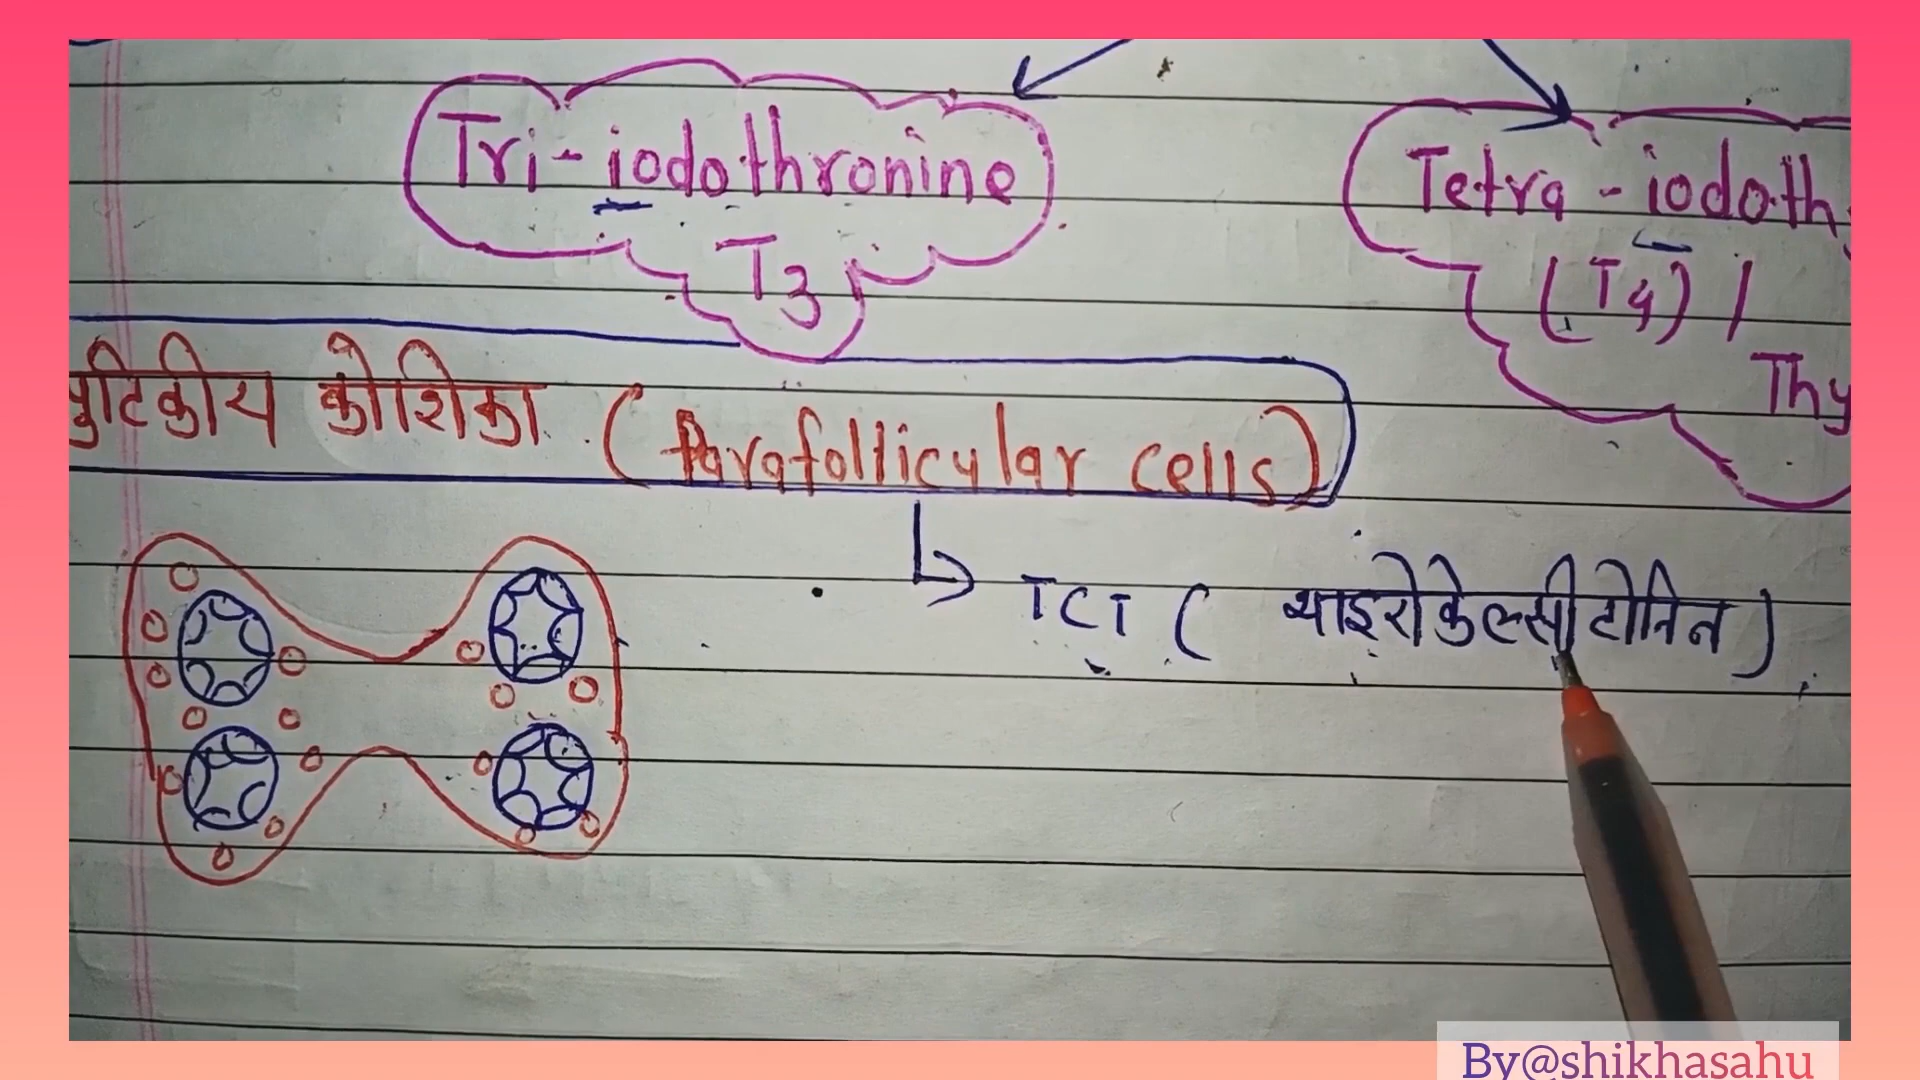 Tri-iodothronine
T3
Tetra-iodoth
(T4) /
Thy
पुटिकीय कोशिका (Parafollicular cells)
TCT ( थाइरोकेल्सीटोनिन )
By@shikhasahu